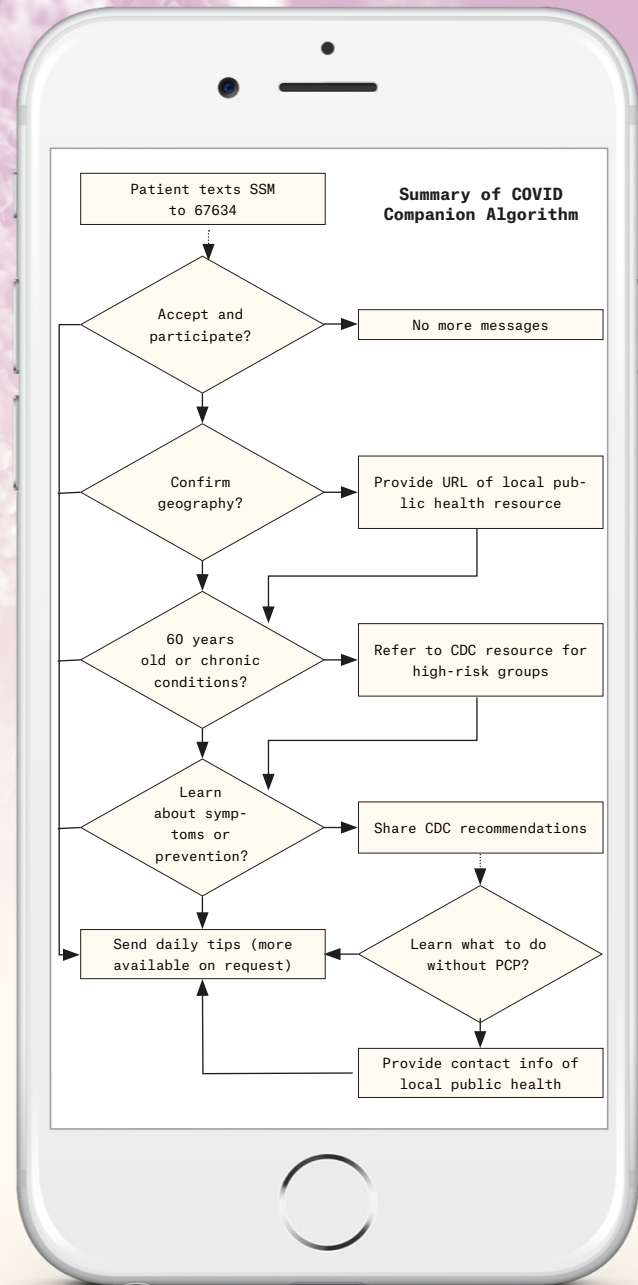 Patient texts SSM
to 67634
Summary of COVID
Companion Algorithm
Accept and
participate?
No more messages
Confirm
geography?
Provide URL of local pub-
lic health resource
60 years
old or chronic
conditions?
Refer to CDC resource for
high-risk groups
Learn
about symp-
toms or
prevention?
Share CDC recommendations
Send daily tips (more
available on request)
Learn what to do
without PCP?
Provide contact info of
local public health